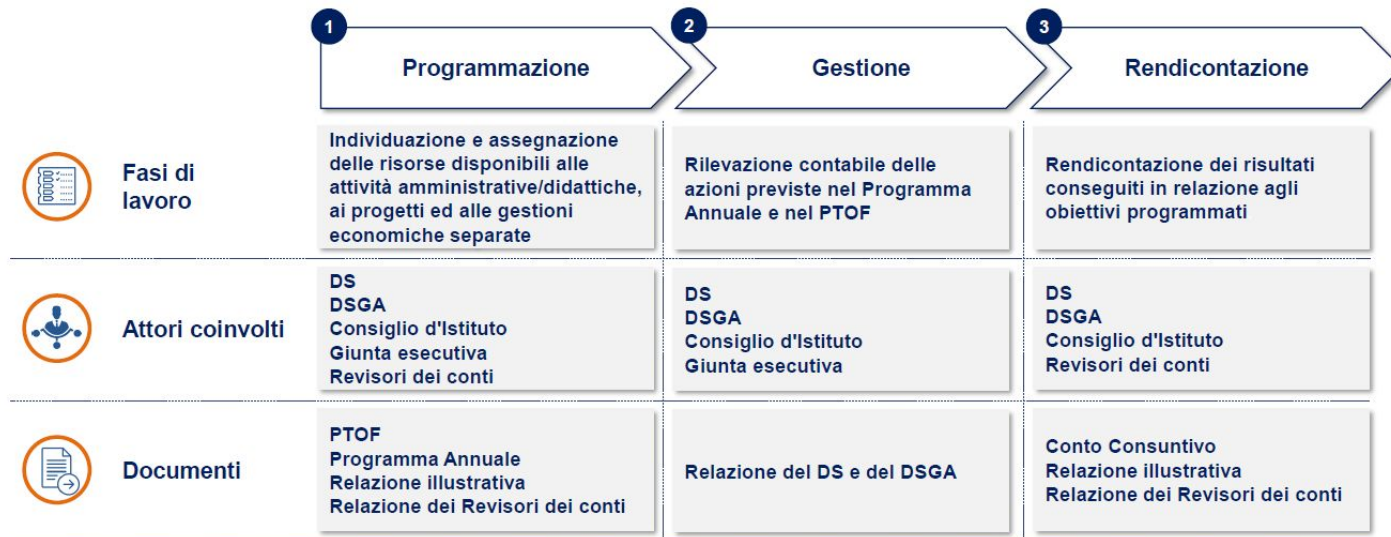 1
Programmazione
2
Gestione
3
Rendicontazione
Fasi di
lavoro
Individuazione e assegnazione
delle risorse disponibili alle
attività amministrative/didattiche,
ai progetti ed alle gestioni
economiche separate
Rilevazione contabile delle
azioni previste nel Programma
Annuale e nel PTOF
Rendicontazione dei risultati
conseguiti in relazione agli
obiettivi programmati
Attori coinvolti
DS
DSGA
Consiglio d'Istituto
Giunta esecutiva
Revisori dei conti
DS
DSGA
Consiglio d'Istituto
Giunta esecutiva
DS
DSGA
Consiglio d'Istituto
Revisori dei conti
Documenti
PTOF
Programma Annuale
Relazione illustrativa
Relazione dei Revisori dei conti
Relazione del DS e del DSGA
Conto Consuntivo
Relazione illustrativa
Relazione dei Revisori dei conti